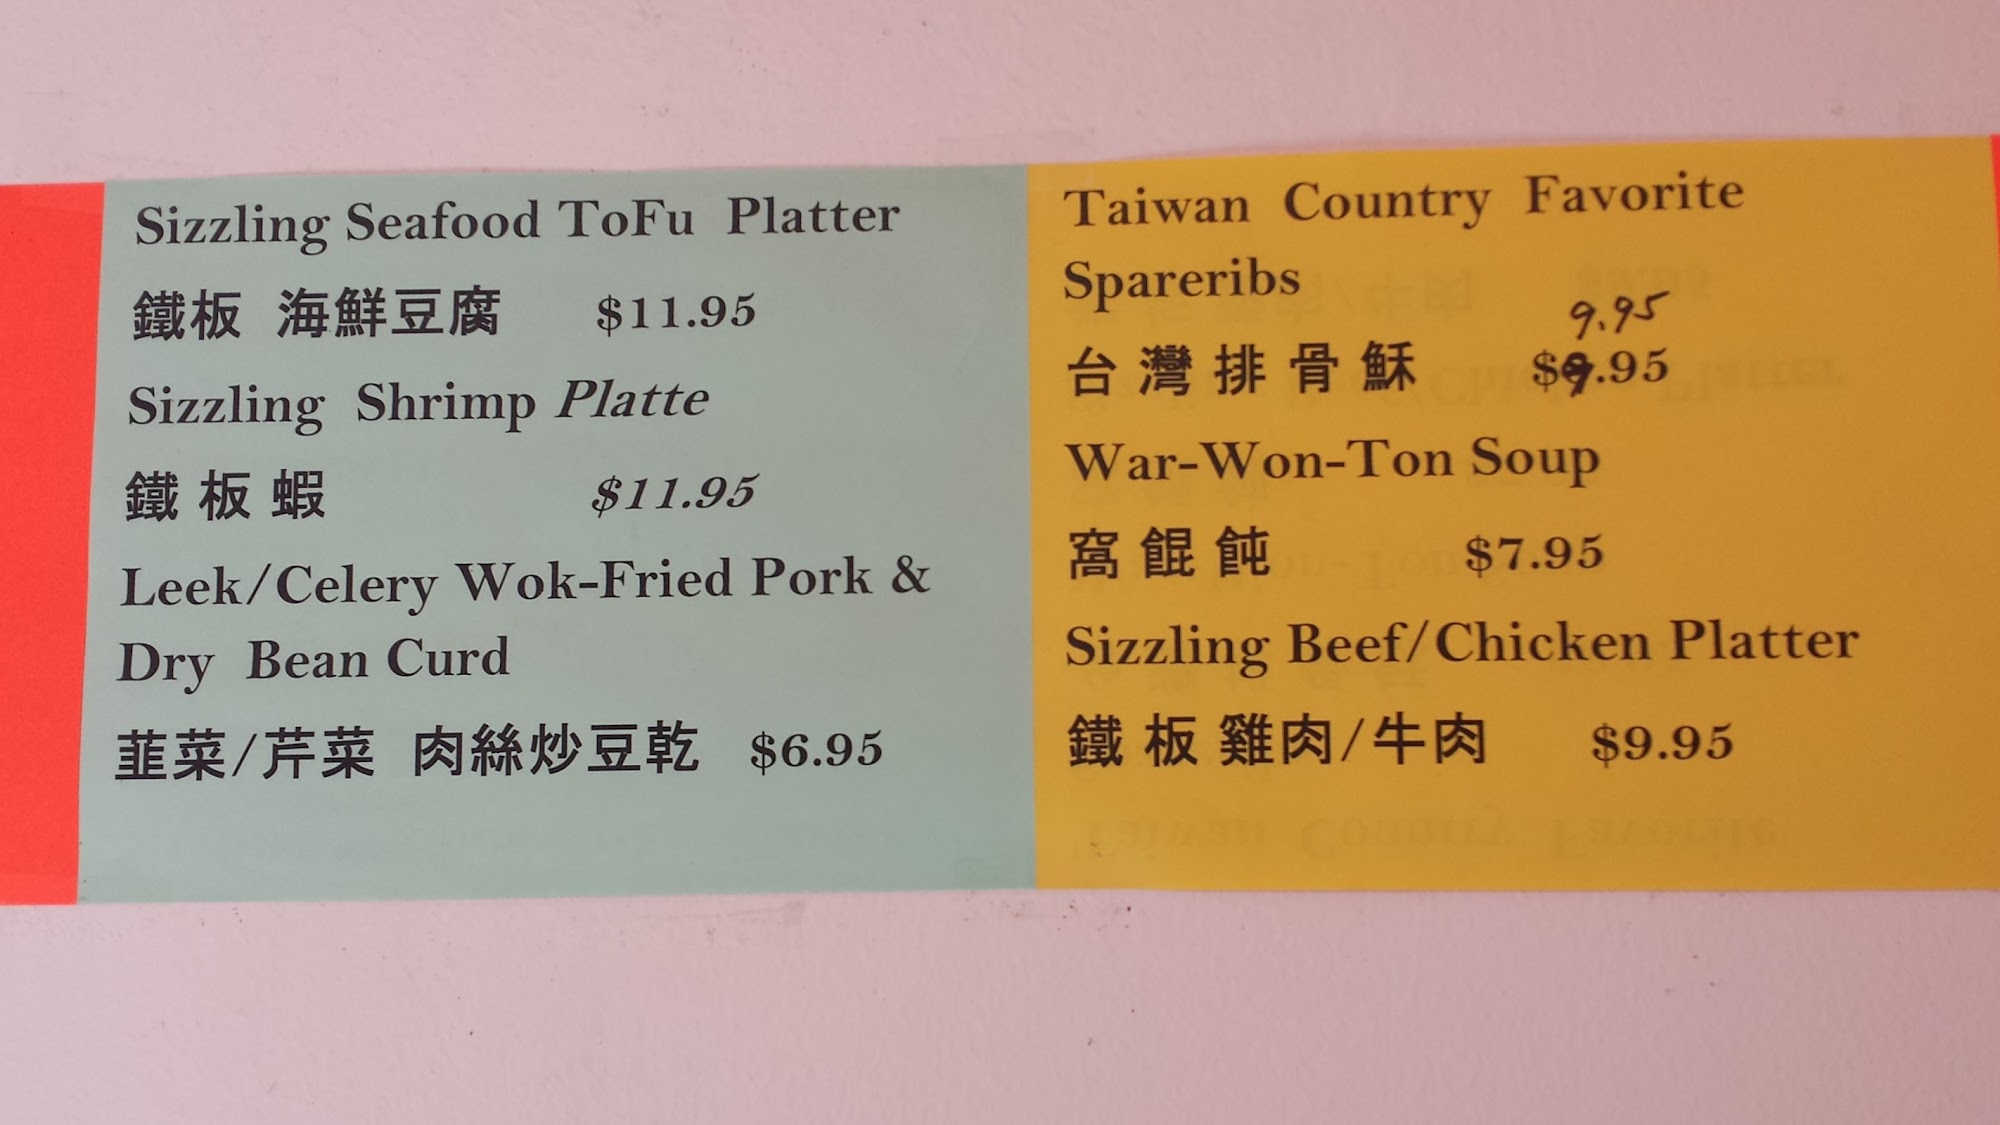 Sizzling Seafood ToFu Platter
鐵板 海鮮豆腐 $11.95
Sizzling Shrimp Platte
鐵板蝦 $11.95
Leek/Celery Wok-Fried Pork &
Dry Bean Curd
韮菜/芹菜 肉絲炒豆乾 $6.95
Taiwan Country Favorite
Spareribs
9.95
台灣排骨穌 $9.95
War-Won-Ton Soup
窩餛飩 $7.95
Sizzling Beef/Chicken Platter
鐵板雞肉/牛肉 $9.95